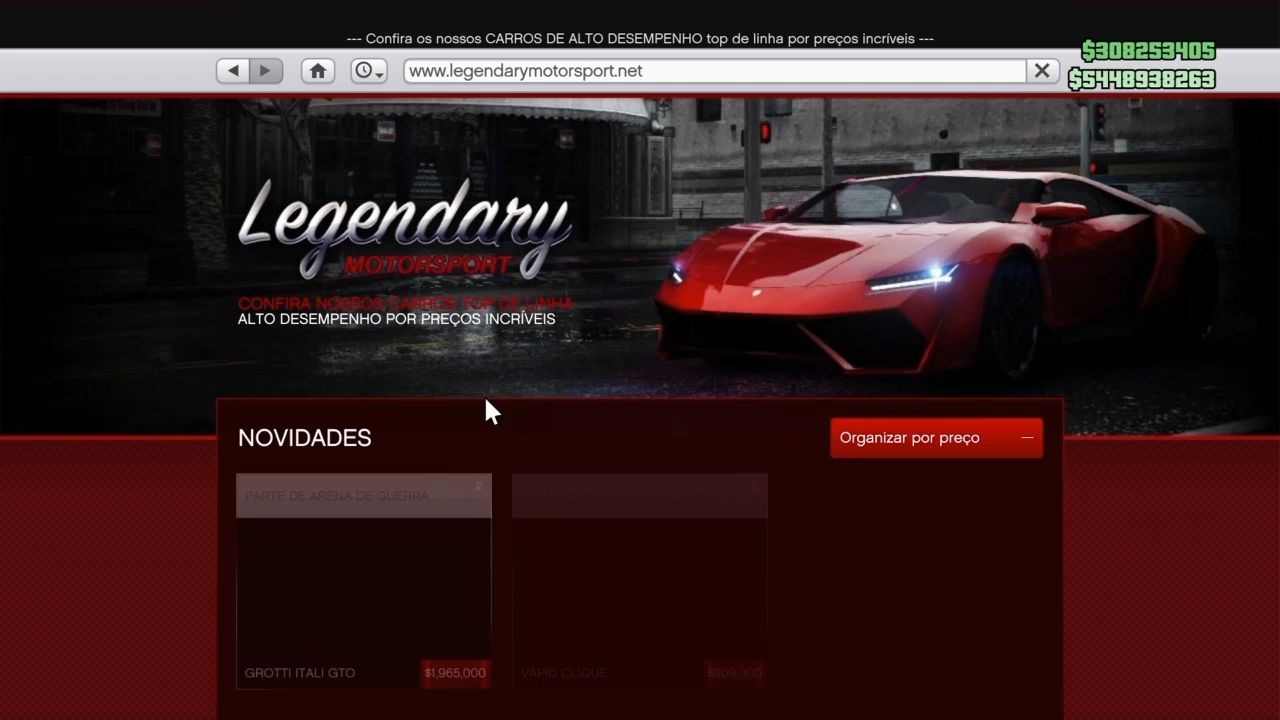 --- Confira os nossos CARROS DE ALTO DESEMPENHO top de linha por preços incríveis ---
$308253405
www.legendarymotorsport.net
$5448938263
SALE!
Legendary
MOTORSPORT
CONFIRA NOSSOS CARROS TOP DE LINHA
ALTO DESEMPENHO POR PREÇOS INCRÍVEIS
NOVIDADES
Organizar por preço
PARTE DE ARENA DE GUERRA
2
GROTTI ITALI GTO
$1,965,000
VAPID CLIQUE
$909,000